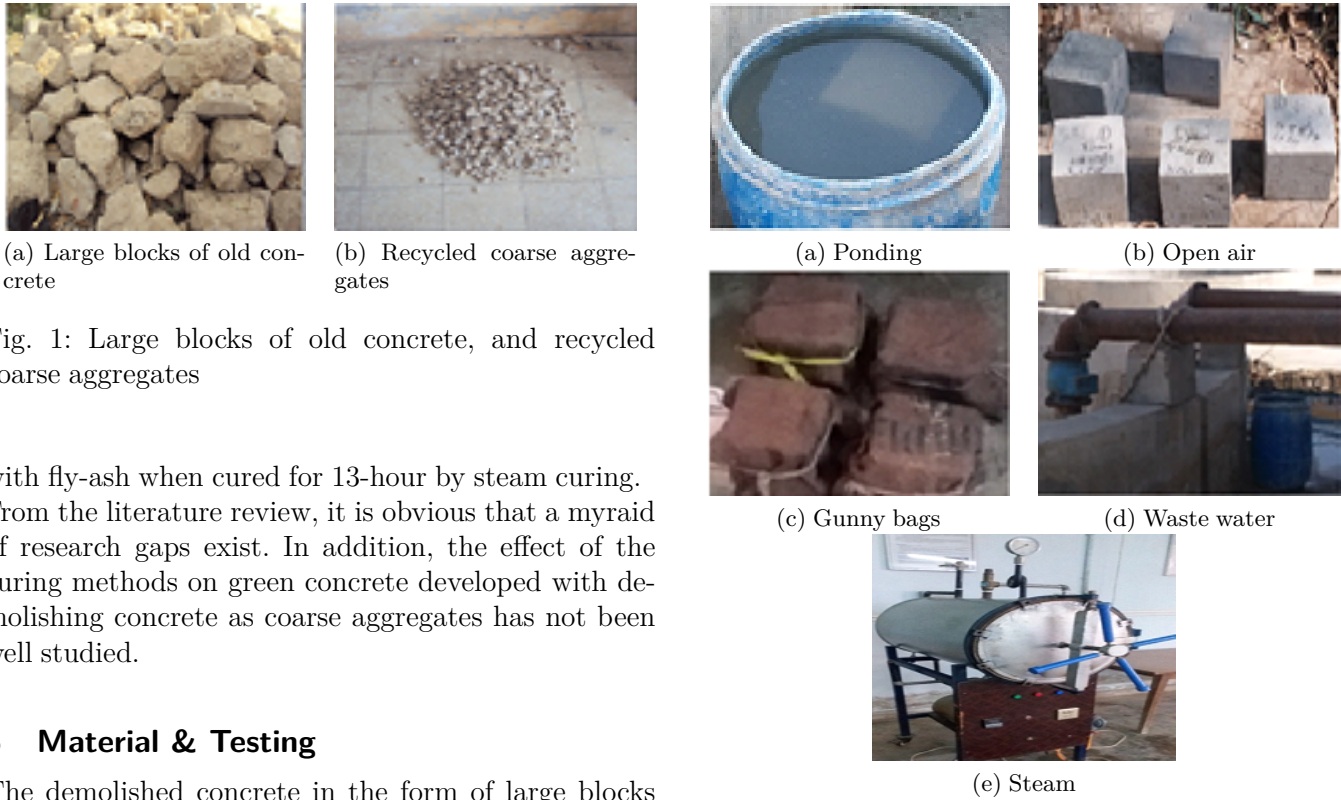 (a) Large blocks of old con-
crete
(b) Recycled coarse aggre-
gates
ig. 1: Large blocks of old concrete, and recycled
oarse aggregates
with fly-ash when cured for 13-hour by steam curing.
rom the literature review, it is obvious that a myraid
f research gaps exist. In addition, the effect of the
uring methods on green concrete developed with de-
nolishing concrete as coarse aggregates has not been
vell studied.
Material & Testing
The demolished concrete in the form of large blocks
(a) Ponding
(b) Open air
(c) Gunny bags
(d) Waste water
(e) Steam